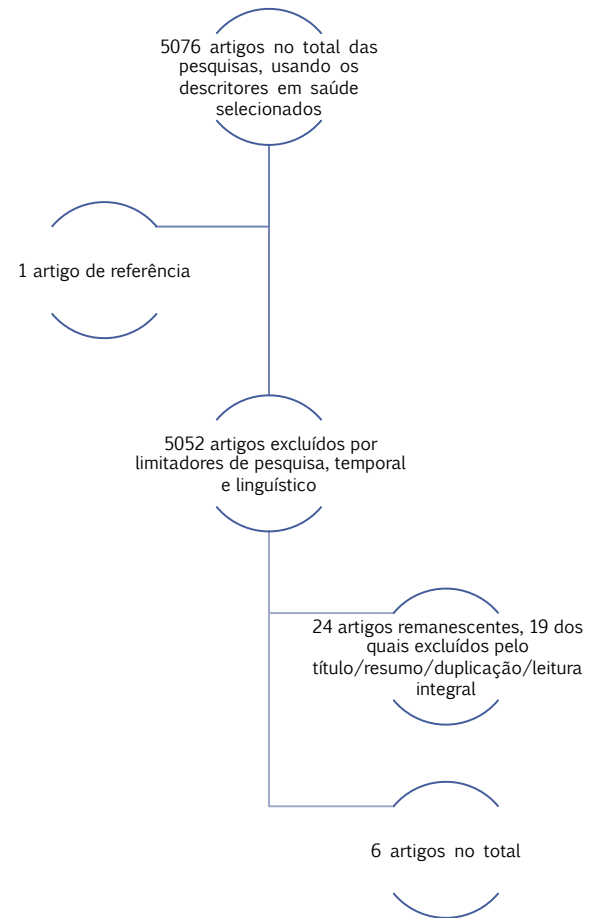 5076 artigos no total das
pesquisas, usando os
descritores em saúde
selecionados
1 artigo de referência
5052 artigos excluídos por
limitadores de pesquisa, temporal
e linguístico
24 artigos remanescentes, 19 dos
quais excluídos pelo
título/resumo/duplicação/leitura
integral
6 artigos no total